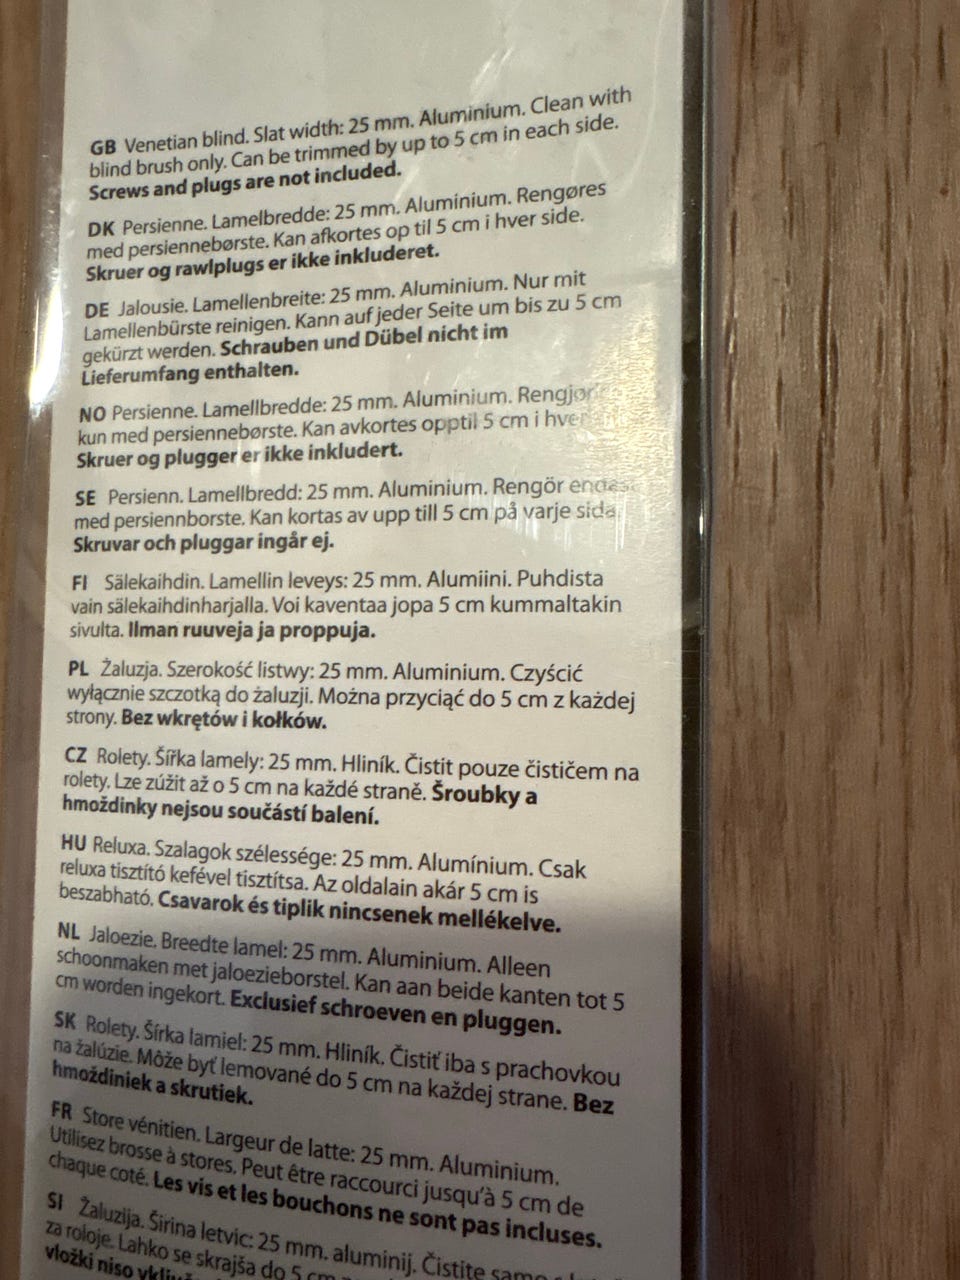 GB Venetian blind. Slat width: 25 mm. Aluminium. Clean with
blind brush only. Can be trimmed by up to 5 cm in each side.
Screws and plugs are not included.
DK Persienne. Lamelbredde: 25 mm. Aluminium. Rengøres
med persiennebørste. Kan afkortes op til 5 cm i hver side.
Skruer og rawlplugs er ikke inkluderet.
DE Jalousie. Lamellenbreite: 25 mm. Aluminium. Nur mit
Lamellenbürste reinigen. Kann auf jeder Seite um bis zu 5 cm
gekürzt werden. Schrauben und Dübel nicht im
Lieferumfang enthalten.
NO Persienne. Lamellbredde: 25 mm. Aluminium.
kun med persiennebørste. Kan avkortes opptil 5 cm i hver
Skruer og plugger er ikke inkludert.
SE Persienn. Lamellbredd: 25 mm. Aluminium. Rengör endast
med persiennborste. Kan kortas av upp till 5 cm på varje sida.
Skruvar och pluggar ingår ej.
FI Sälekaihdin. Lamellin leveys: 25 mm. Alumiini. Puhdista
vain sälekaihdinharjalla. Voi kaventaa jopa 5 cm kummaltakin
sivulta. Ilman ruuveja ja proppuja.
PL Żaluzja. Szerokość listwy: 25 mm. Aluminium. Czyścić
wyłącznie szczotką do żaluzji. Można przyciąć do 5 cm z każdej
strony. Bez wkrętów i kołków.
CZ Rolety. Šířka lamely: 25 mm. Hliník. Čistit pouze čističem na
rolety. Lze zúžit až o 5 cm na každé straně. Šroubky a
hmoždinky nejsou součástí balení.
HU Reluxa. Szalagok szélessége: 25 mm. Alumínium. Csak
reluxa tisztító kefével tisztítsa. Az oldalain akár 5 cm is
beszabható. Csavarok és tiplik nincsenek mellékelve.
NL Jaloezie. Breedte lamel: 25 mm. Aluminium. Alleen
schoonmaken met jaloezieborstel. Kan aan beide kanten tot 5
cm worden ingekort. Exclusief schroeven en pluggen.
SK Rolety. Šírka lamiel: 25 mm. Hliník. Čistiť iba s prachovkou
na žalúzie. Môže byť lemované do 5 cm na každej strane. Bez
hmoždiniek a skrutiek.
FR Store vénitien. Largeur de latte: 25 mm. Aluminium.
Utilisez brosse à stores. Peut être raccourci jusqu'à 5 cm de
chaque coté. Les vis et les bouchons ne sont pas incluses.
SI Žaluzija. Širina letvic: 25 mm. aluminij. Čistite samo
za roloje. Lahko se skrajša do 5 cm
vložki niso